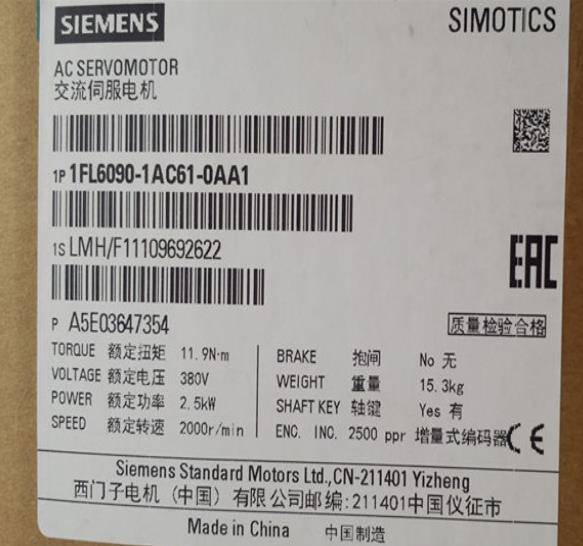 SIEMENS
SIMOTICS
AC SERVOMOTOR
交流伺服电机
1P 1FL6090-1AC61-0AA1
1S LMH/F11109692622
EAC
P A5E03647354
质量检验合格
TORQUE 额定扭矩 11.9N·m
VOLTAGE 额定电压 380V
POWER 额定功率 2.5kW
SPEED 额定转速 2000r/min
BRAKE 抱闸 No 无
WEIGHT 重量 15.3kg
SHAFT KEY 轴键 Yes 有
ENC. INC. 2500 ppr 增量式编码器
CE
Siemens Standard Motors Ltd.,CN-211401 Yizheng
西门子电机（中国）有限公司邮编:211401中国仪征市
Made in China 中国制造